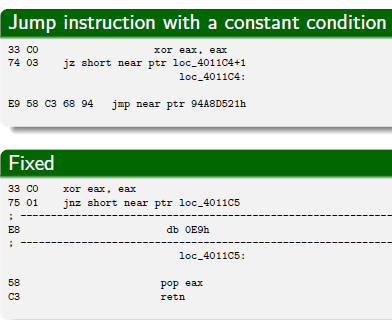 Jump instruction with a constant condition
33 C0 xor eax, eax
74 03 jz short near ptr loc_4011C4+1
loc_4011C4:
E9 58 C3 68 94 jmp near ptr 94A8D521h
Fixed
33 C0 xor eax, eax
75 01 jnz short near ptr loc_4011C5
; -----------------------------------------------------------------
E8 db 0E9h
; -----------------------------------------------------------------
loc_4011C5:
58 pop eax
C3 retn